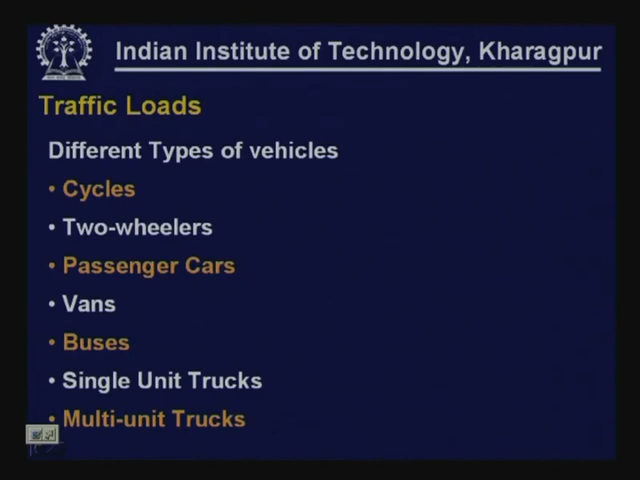 Indian Institute of Technology, Kharagpur
Traffic Loads
Different Types of vehicles
• Cycles
• Two-wheelers
• Passenger Cars
• Vans
• Buses
• Single Unit Trucks
• Multi-unit Trucks